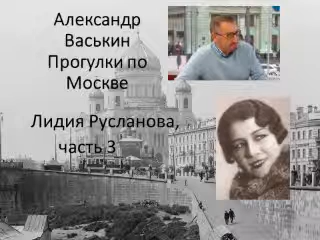 Александр
Васькин
Прогулки по
Москве
Лидия Русланова,
часть 3